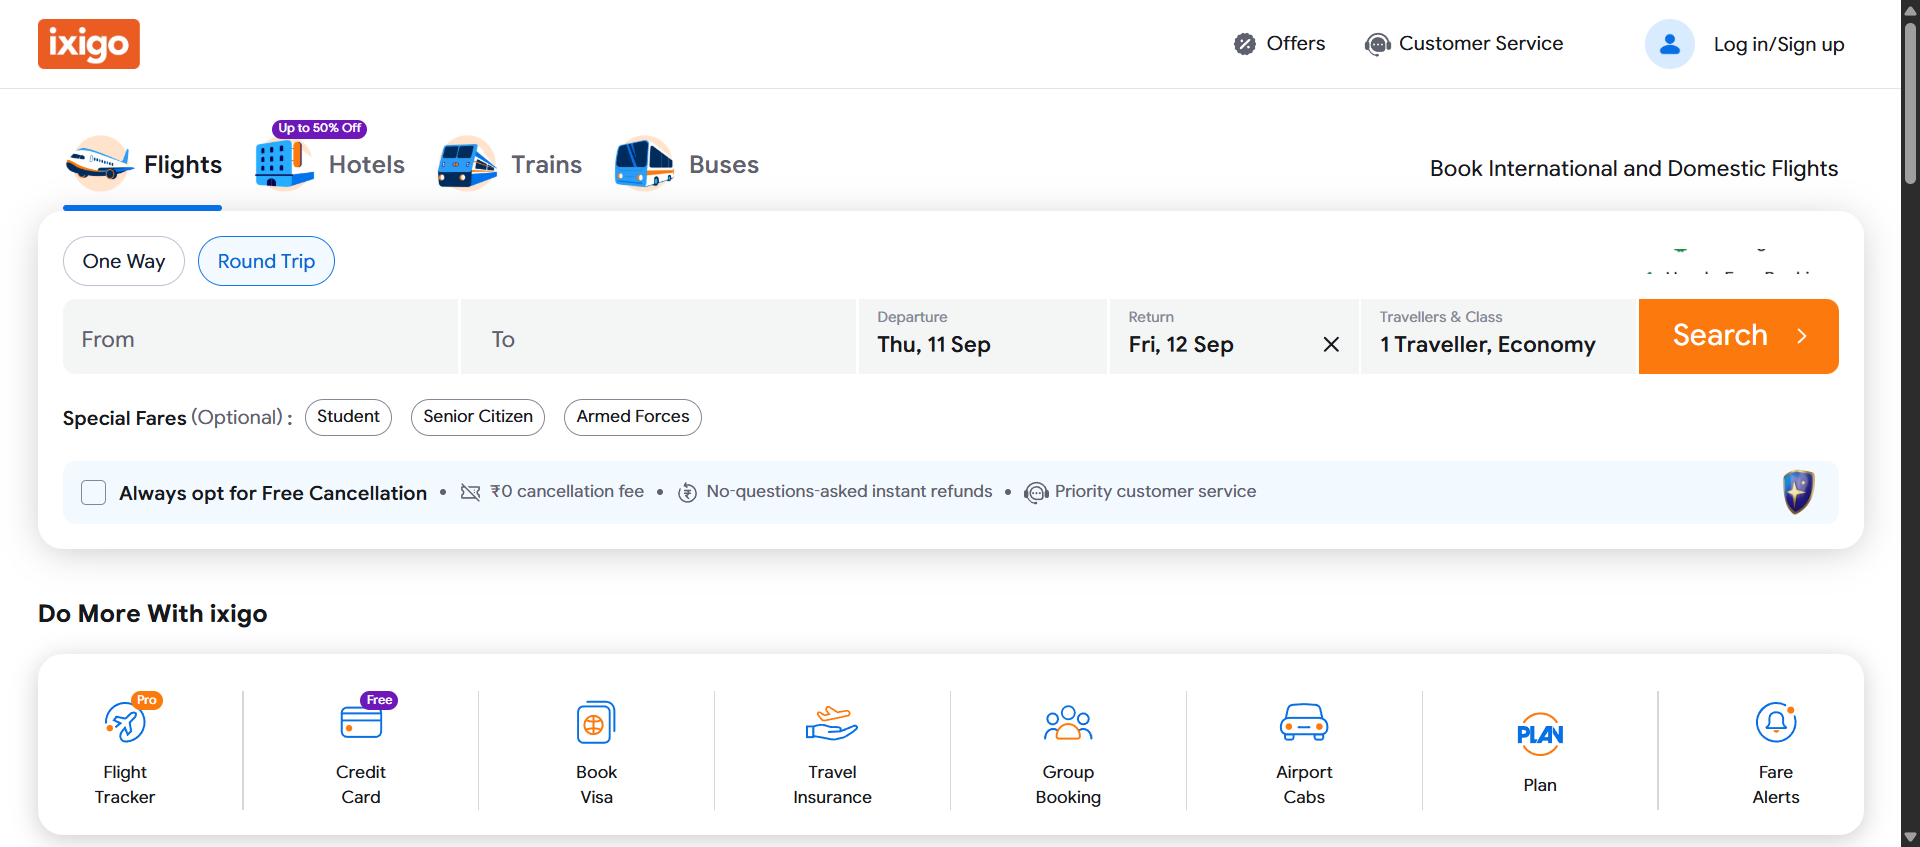 ixigo
Offers
Customer Service
Log in/Sign up
Flights
Up to 50% Off
Hotels
Trains
Buses
Book International and Domestic Flights
One Way
Round Trip
From
To
Departure
Thu, 11 Sep
Return
Fri, 12 Sep
Travellers & Class
1 Traveller, Economy
Search
Special Fares (Optional) :
Student
Senior Citizen
Armed Forces
Always opt for Free Cancellation • ₹0 cancellation fee • No-questions-asked instant refunds • Priority customer service
Do More With ixigo
Pro
Flight
Tracker
Free
Credit
Card
Book
Visa
Travel
Insurance
Group
Booking
Airport
Cabs
PLAN
Plan
Fare
Alerts